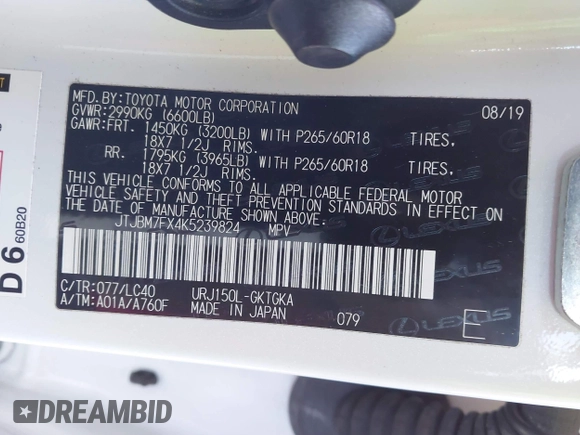 MFD. BY: TOYOTA MOTOR CORPORATION 08/19
GVWR: 2990KG (6600LB)
GAWR: FRT. 1450KG (3200LB) WITH P265/60R18 TIRES,
18X7 1/2J RIMS.
RR. 1795KG (3965LB) WITH P265/60R18 TIRES,
18X7 1/2J RIMS.
THIS VEHICLE CONFORMS TO ALL APPLICABLE FEDERAL MOTOR
VEHICLE SAFETY AND THEFT PREVENTION STANDARDS IN EFFECT ON
THE DATE OF MANUFACTURE SHOWN ABOVE.
JTJBM7FX4K5239824 MPV
C/TR: 077/LC40 URJ150L-GKTGKA
A/TM: A01A/A760F MADE IN JAPAN 079 E
LEXUS
LEXUS
D 6 60B20
DREAMBID